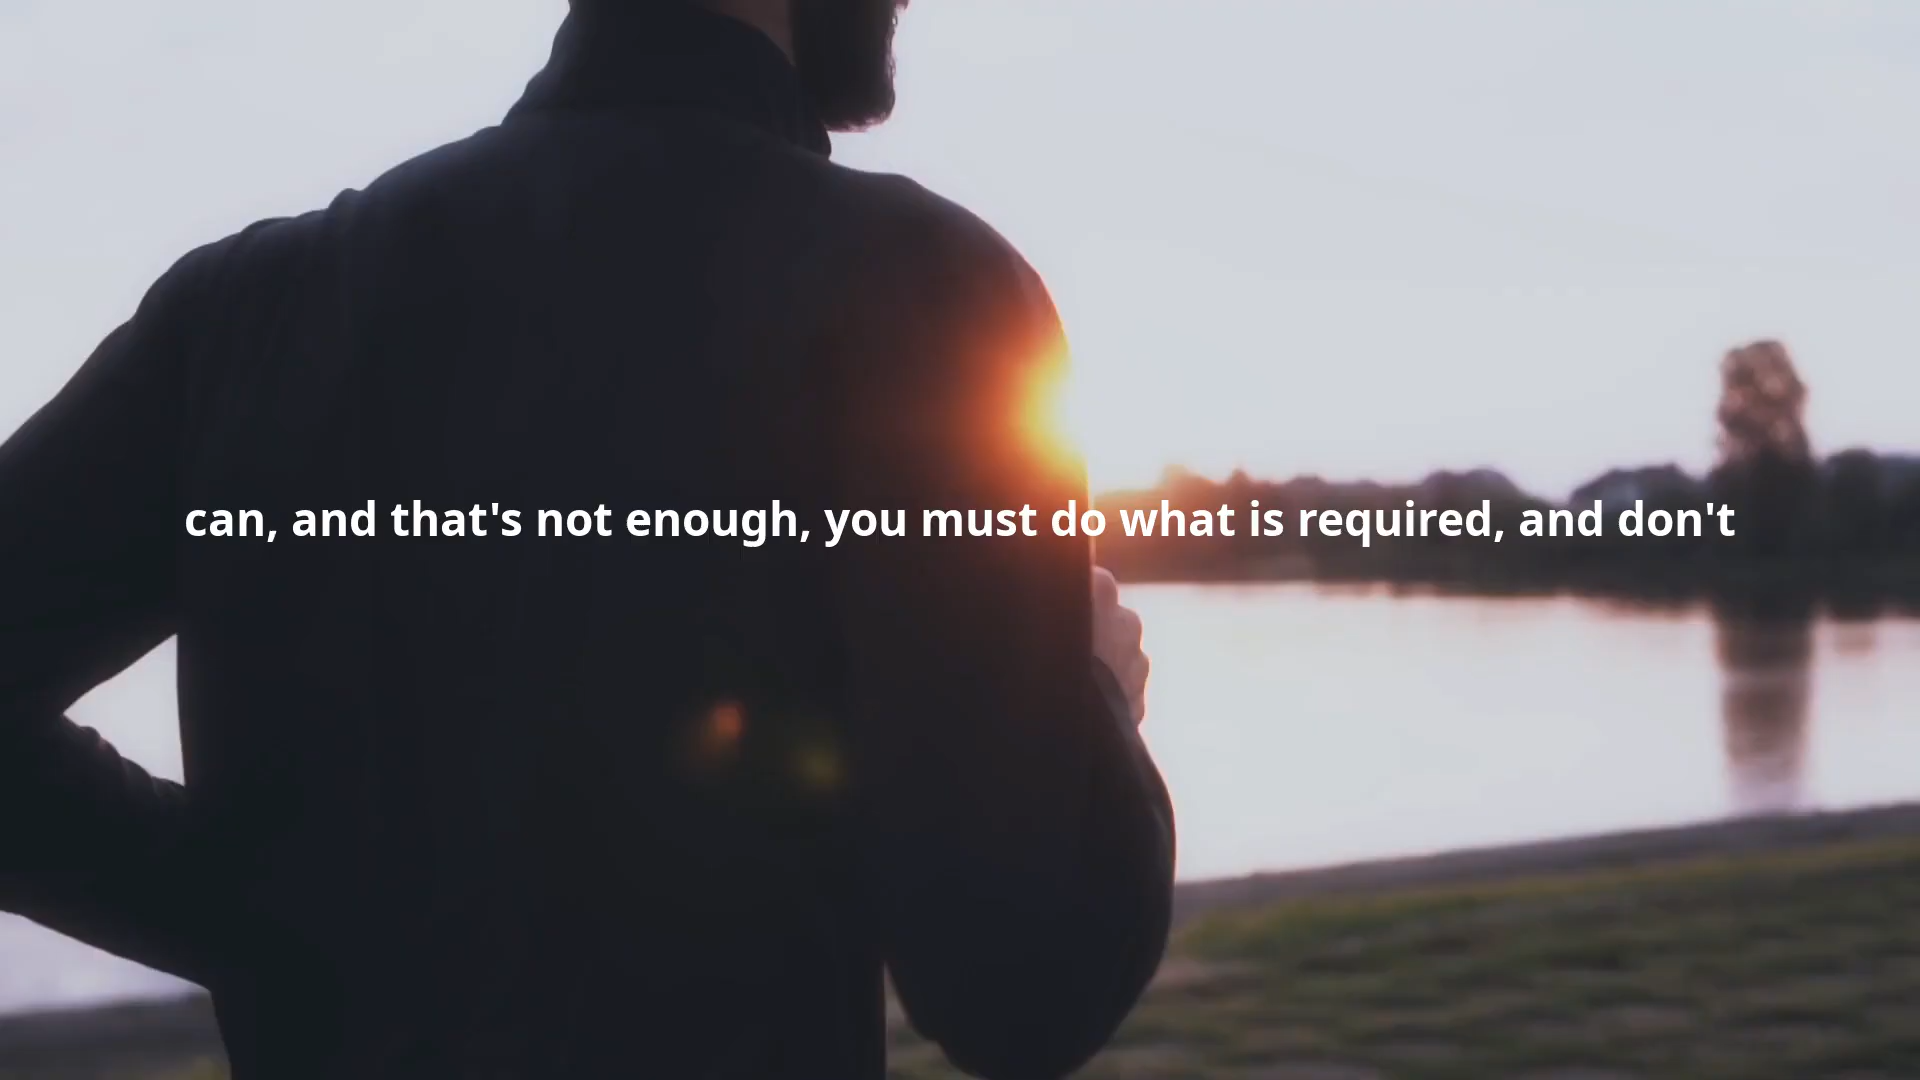 can, and that's not enough, you must do what is required, and don't